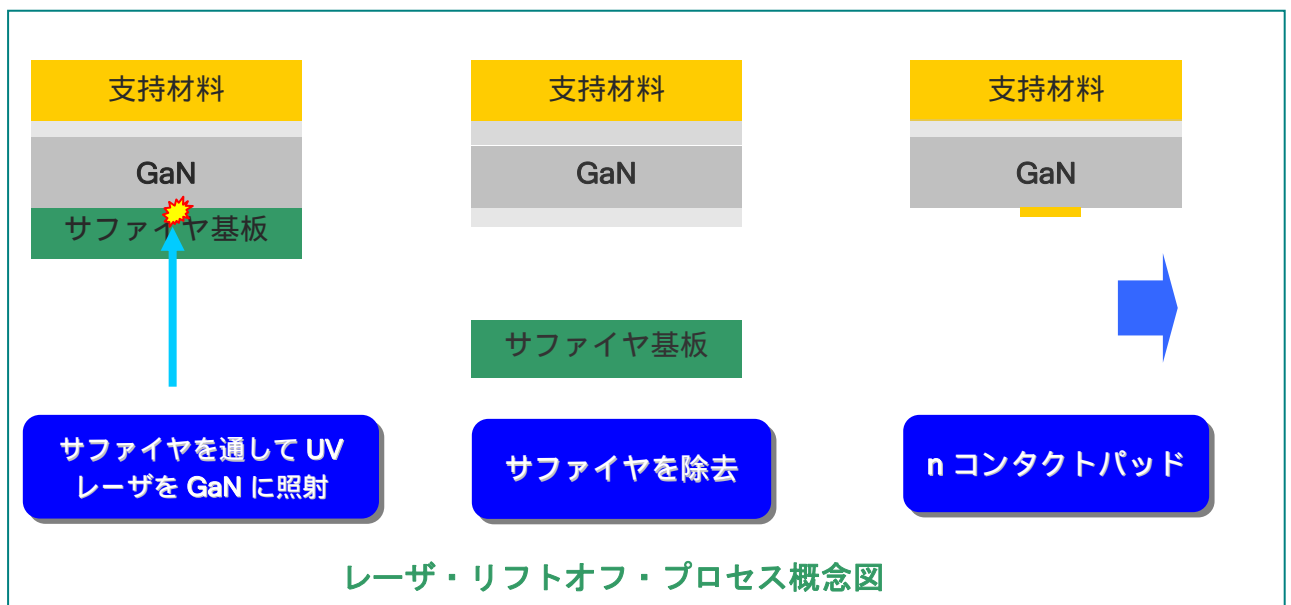 支持材料
GaN
サファイヤ基板
サファイヤを通して UV
レーザを GaN に照射
支持材料
GaN
サファイヤ基板
サファイヤを除去
支持材料
GaN
n コンタクトパッド
レーザ・リフトオフ・プロセス概念図